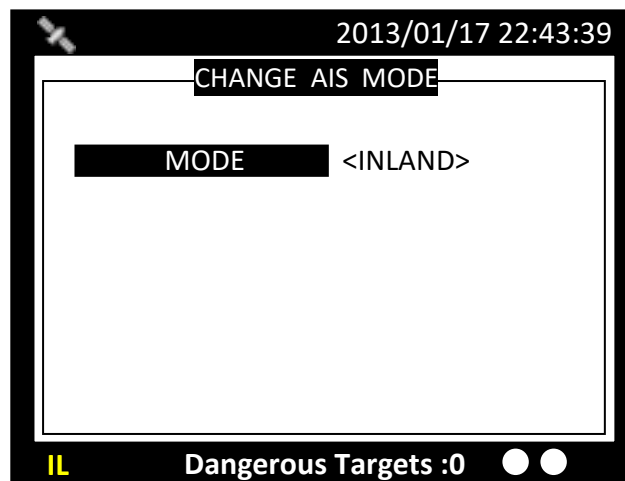 2013/01/17 22:43:39
CHANGE AIS MODE
MODE <INLAND>
IL Dangerous Targets :0